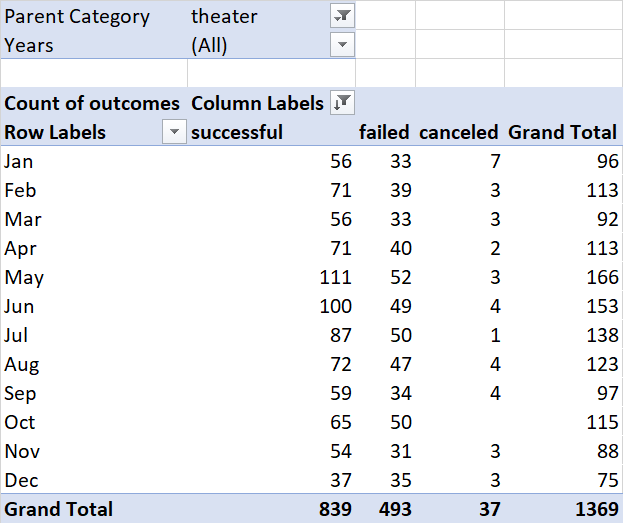 Parent Category theater
Years (All)
Count of outcomes Column Labels
Row Labels successful failed canceled Grand Total
Jan 56 33 7 96
Feb 71 39 3 113
Mar 56 33 3 92
Apr 71 40 2 113
May 111 52 3 166
Jun 100 49 4 153
Jul 87 50 1 138
Aug 72 47 4 123
Sep 59 34 4 97
Oct 65 50 115
Nov 54 31 3 88
Dec 37 35 3 75
Grand Total 839 493 37 1369